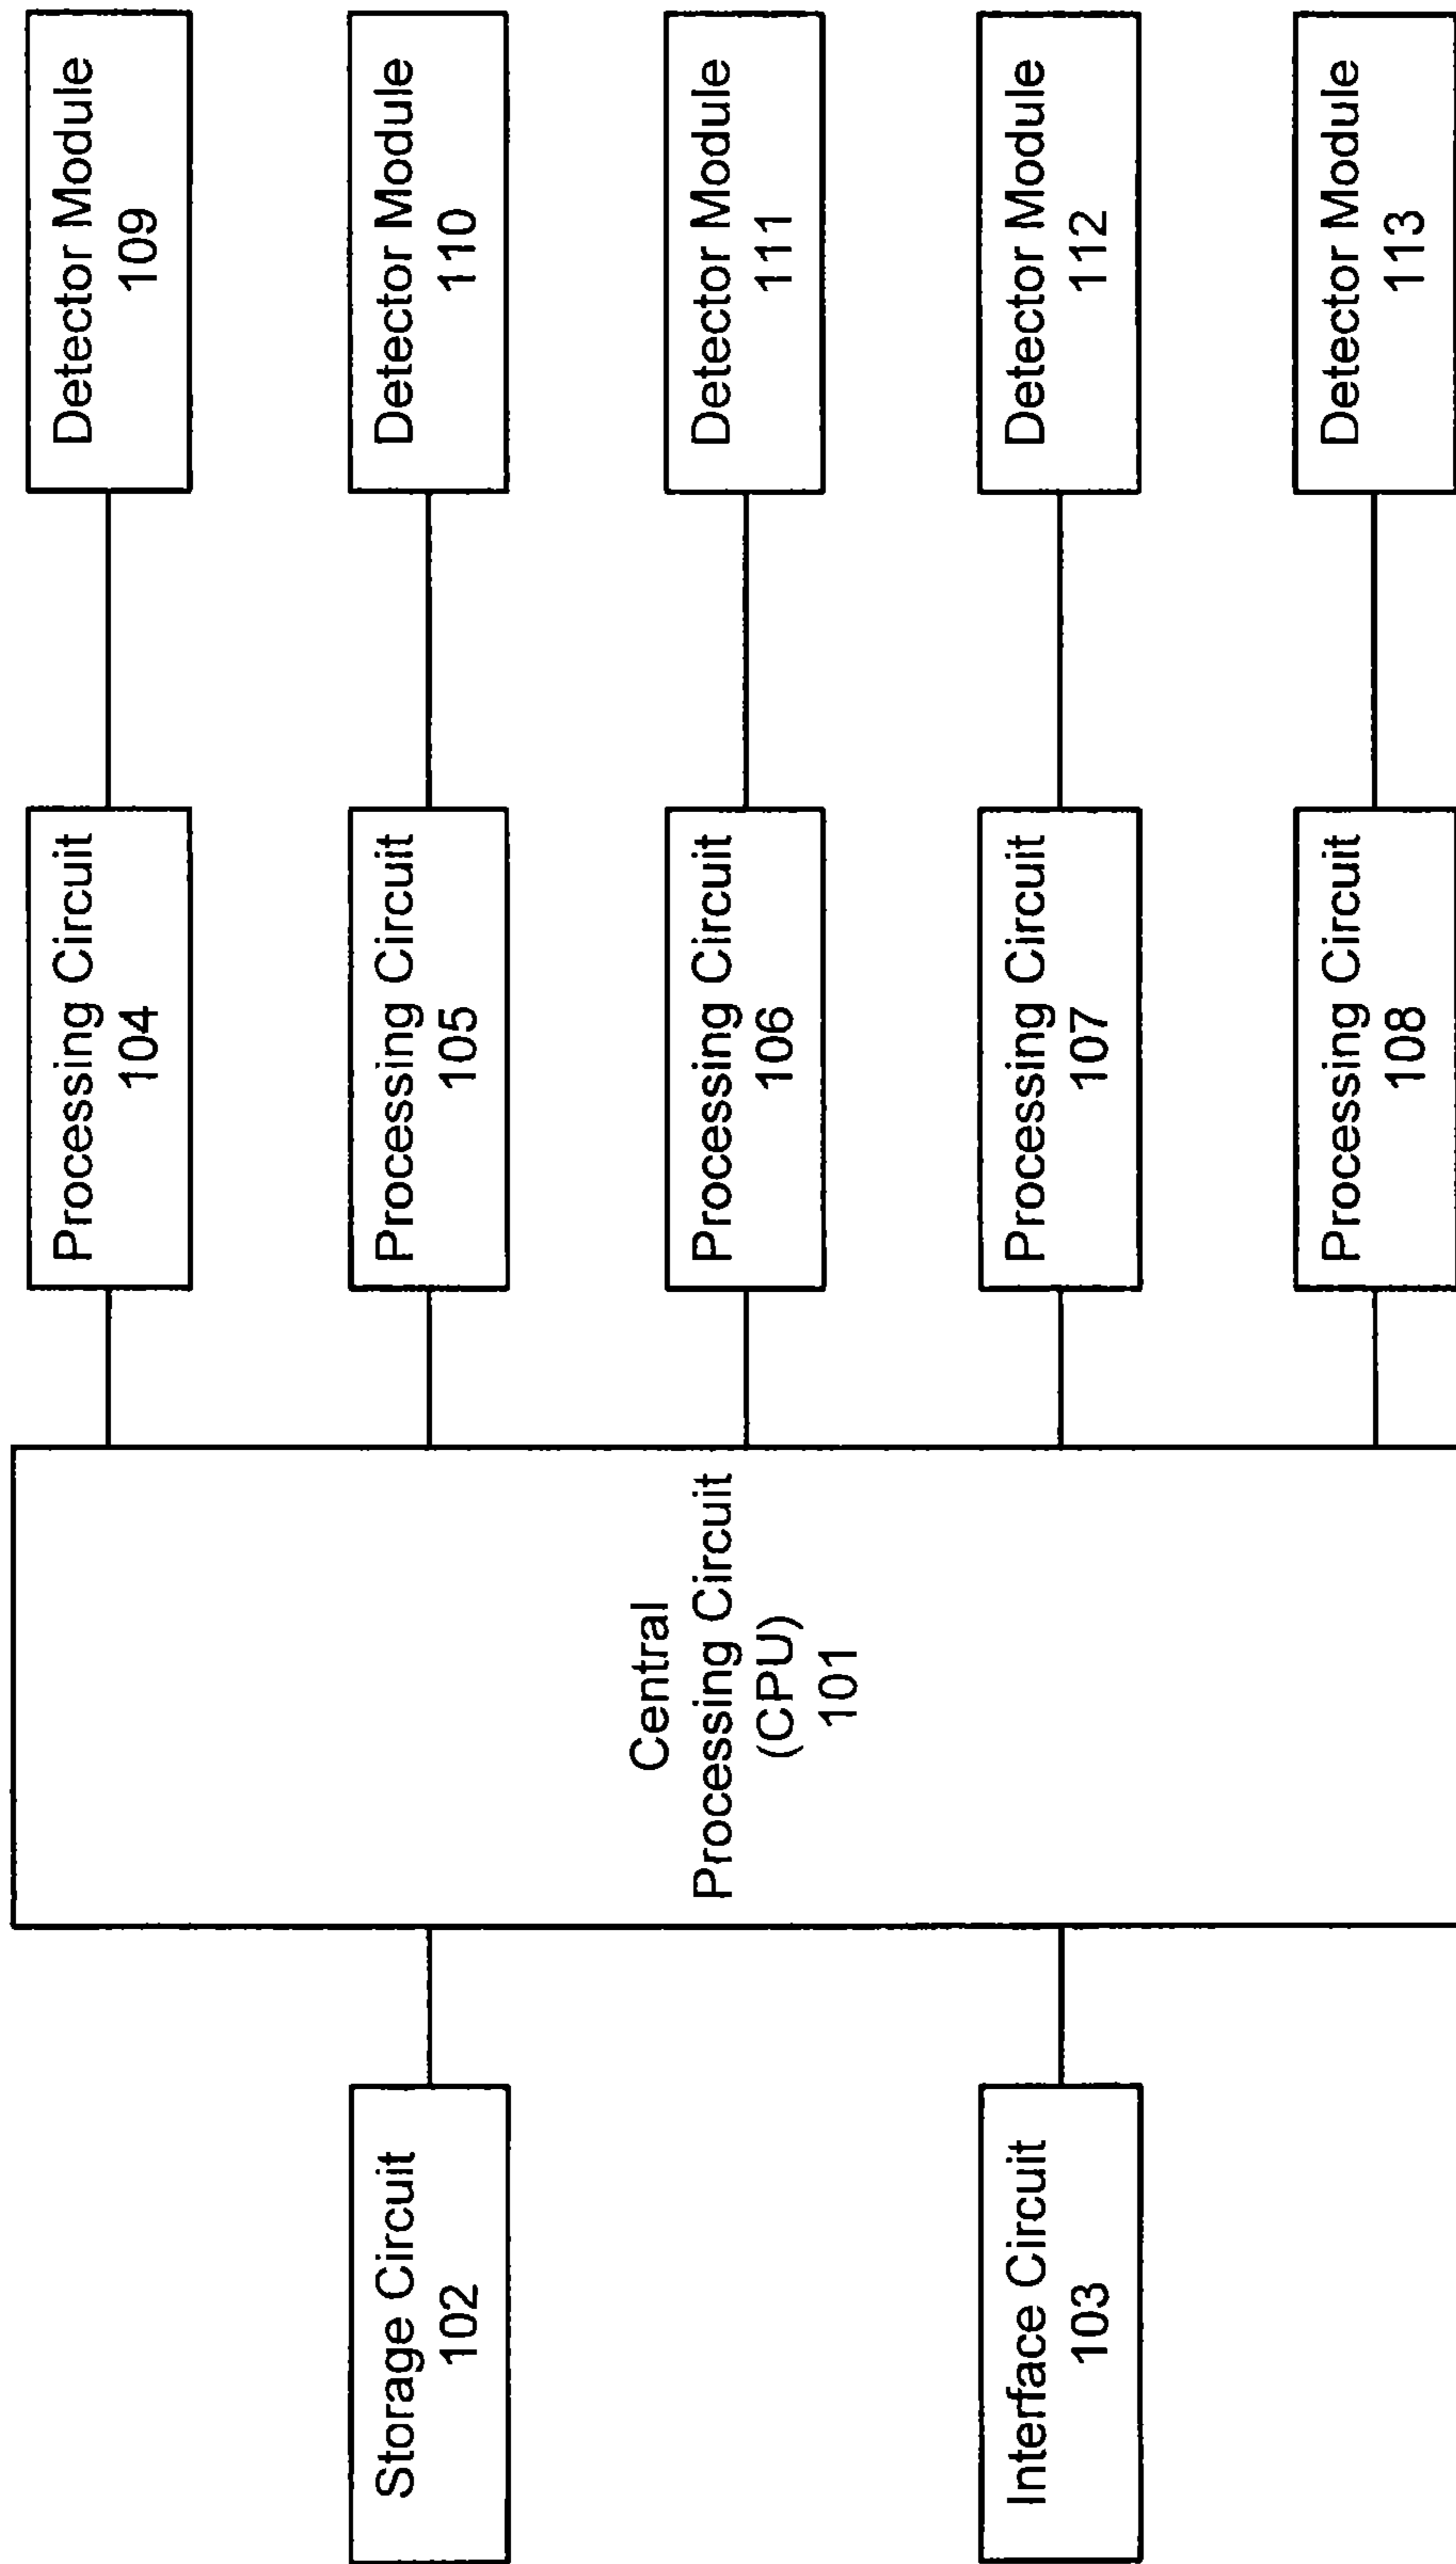 Storage Circuit
102
Interface Circuit
103
Central
Processing Circuit
(CPU)
101
Processing Circuit
104
Processing Circuit
105
Processing Circuit
106
Processing Circuit
107
Processing Circuit
108
Detector Module
109
Detector Module
110
Detector Module
111
Detector Module
112
Detector Module
113